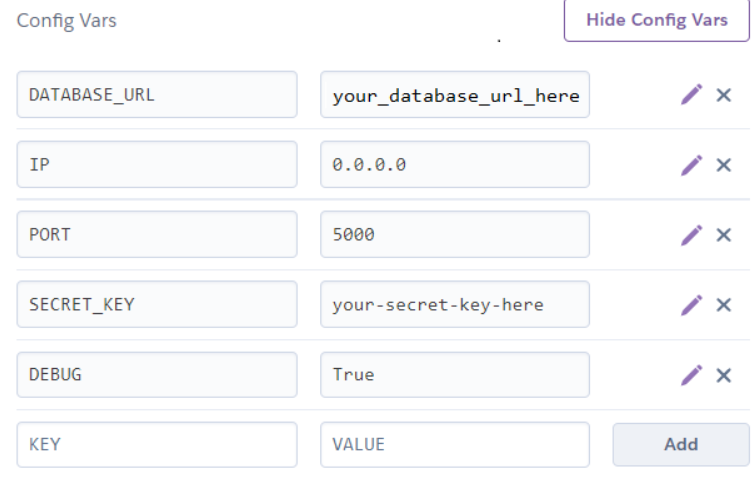 Config Vars
Hide Config Vars
DATABASE_URL your_database_url_here
IP 0.0.0.0
PORT 5000
SECRET_KEY your-secret-key-here
DEBUG True
KEY VALUE Add